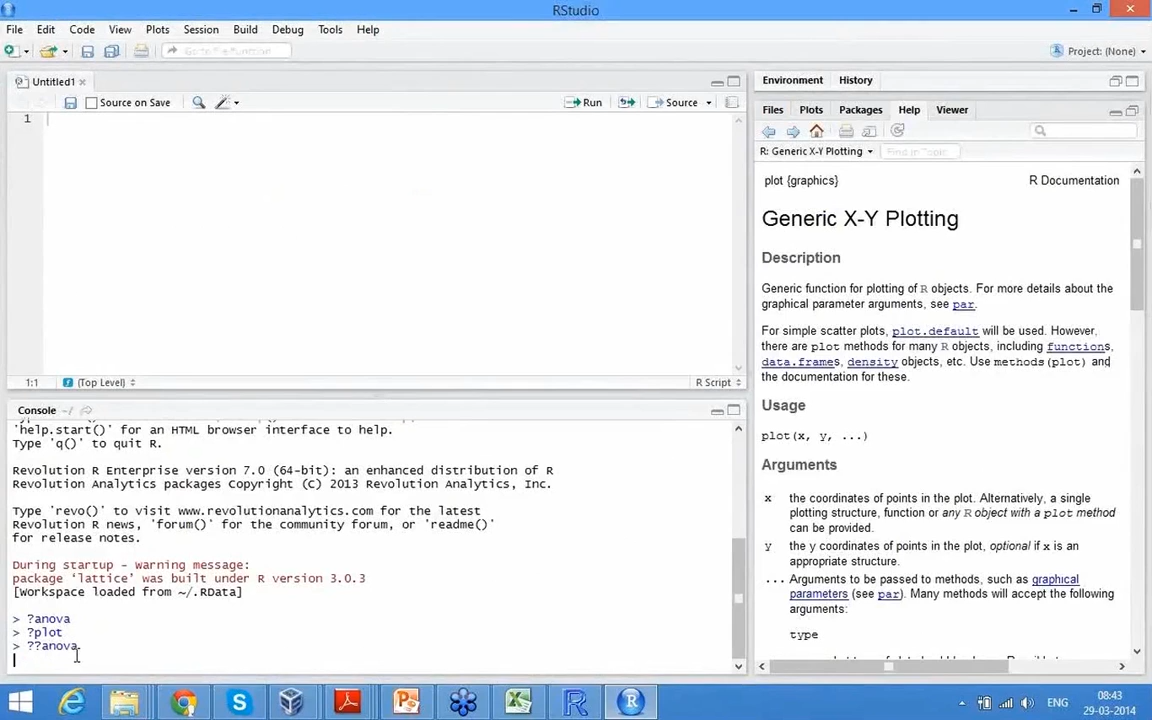 RStudio
File Edit Code View Plots Session Build Debug Tools Help
Go to File/Function
Project: (None)
Untitled1
Source on Save
Run
Source
1
1:1 (Top Level) R Script
Console ~/
'help.start()' for an HTML browser interface to help.
Type 'q()' to quit R.
Revolution R Enterprise version 7.0 (64-bit): an enhanced distribution of R
Revolution Analytics packages Copyright (C) 2013 Revolution Analytics, Inc.
Type 'revo()' to visit www.revolutionanalytics.com for the latest
Revolution R news, 'forum()' for the community forum, or 'readme()'
for release notes.
During startup - warning message:
package ‘lattice’ was built under R version 3.0.3
[Workspace loaded from ~/.RData]
> ?anova
> ?plot
> ??anova
Environment History
Files Plots Packages Help Viewer
R: Generic X-Y Plotting Find in Topic
plot {graphics} R Documentation
Generic X-Y Plotting
Description
Generic function for plotting of R objects. For more details about the
graphical parameter arguments, see par.
For simple scatter plots, plot.default will be used. However,
there are plot methods for many R objects, including functions,
data.frames, density objects, etc. Use methods(plot) and
the documentation for these.
Usage
plot(x, y, ...)
Arguments
x the coordinates of points in the plot. Alternatively, a single
plotting structure, function or any R object with a plot method
can be provided.
y the y coordinates of points in the plot, optional if x is an
appropriate structure.
... Arguments to be passed to methods, such as graphical
parameters (see par). Many methods will accept the following
arguments:
type
ENG
08:43
29-03-2014